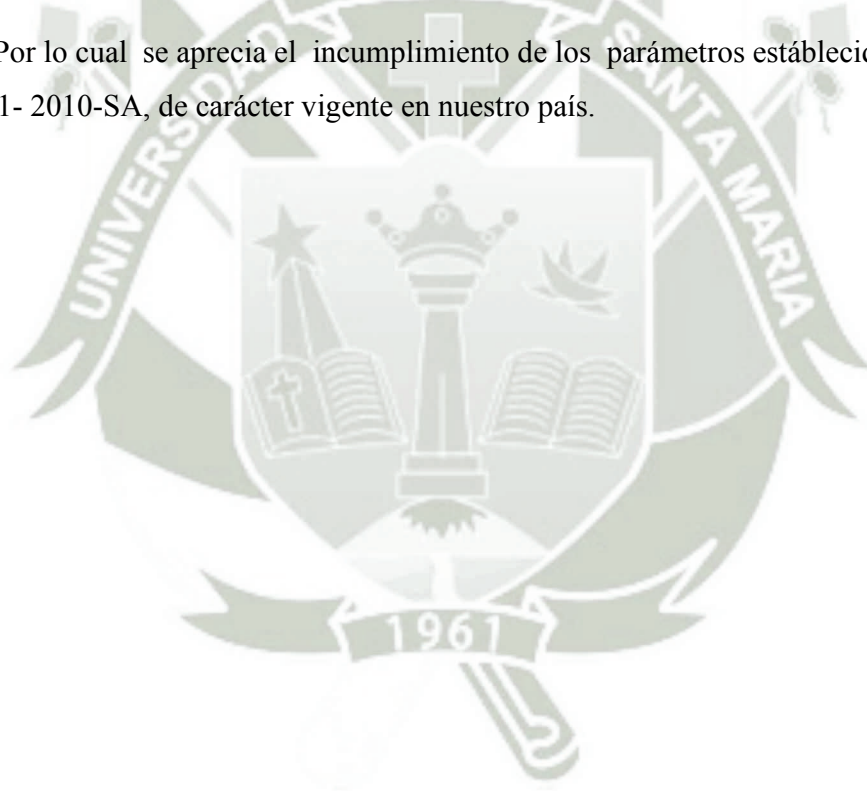 Por lo cual se aprecia el incumplimiento de los parámetros estáblecid
1- 2010-SA, de carácter vigente en nuestro país.
UNIVERSIDAD
SANTA MARIA
1961